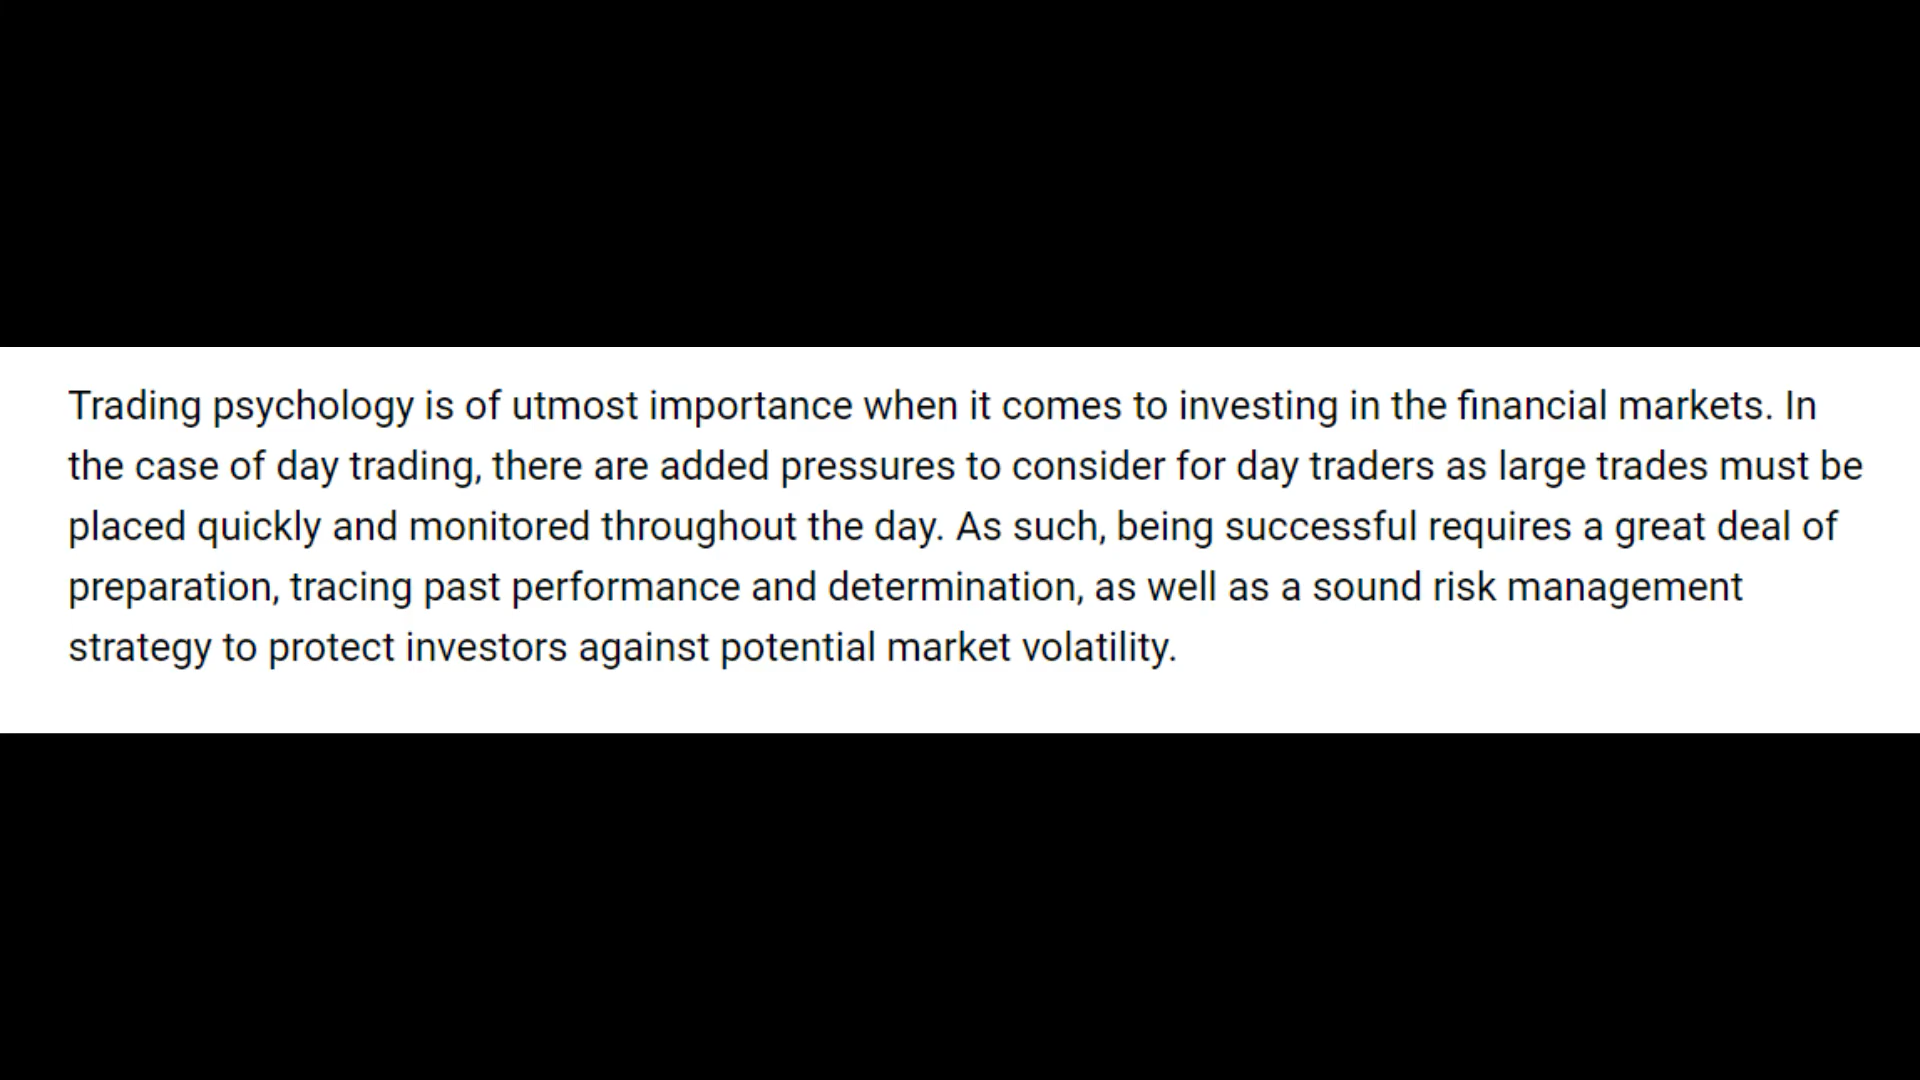 Trading psychology is of utmost importance when it comes to investing in the financial markets. In
the case of day trading, there are added pressures to consider for day traders as large trades must be
placed quickly and monitored throughout the day. As such, being successful requires a great deal of
preparation, tracing past performance and determination, as well as a sound risk management
strategy to protect investors against potential market volatility.